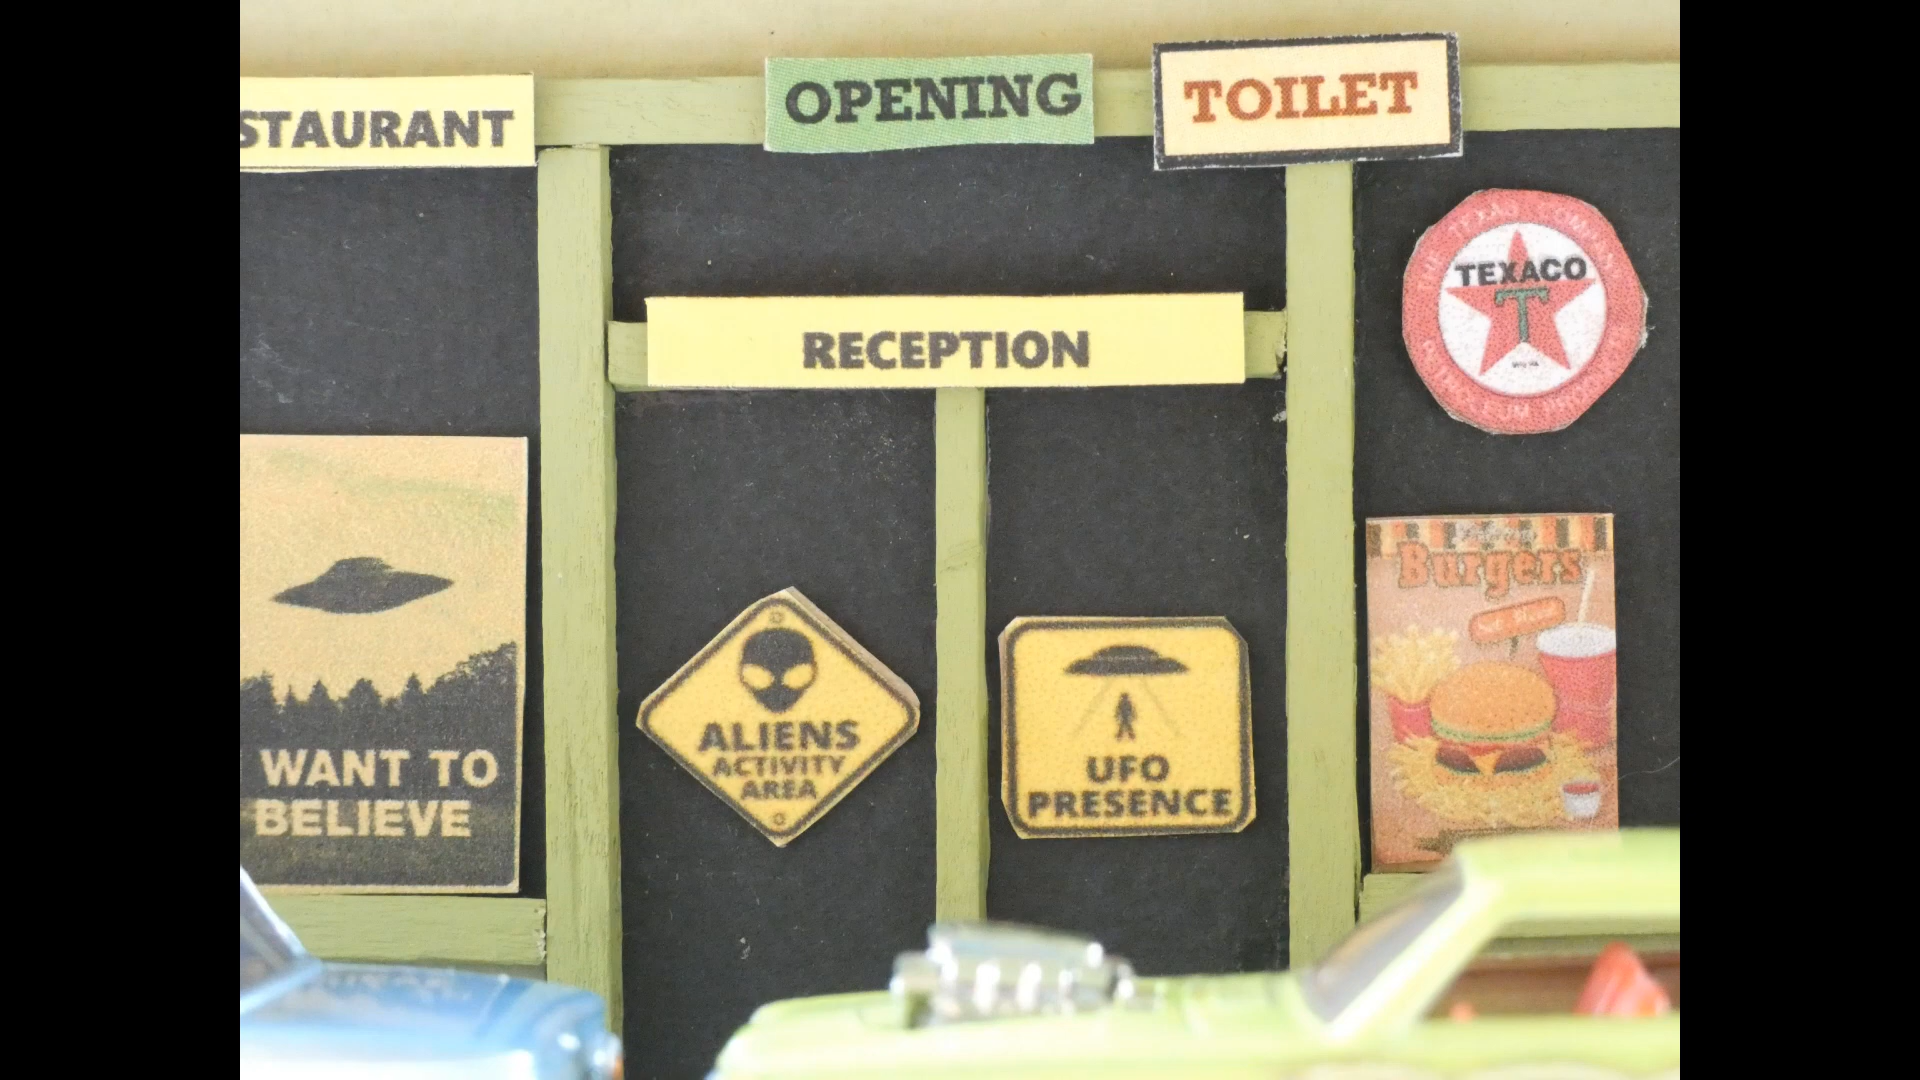 STAURANT
OPENING
TOILET
RECEPTION
TEXACO
T
Burgers
WANT TO
BELIEVE
ALIENS
ACTIVITY
AREA
UFO
PRESENCE